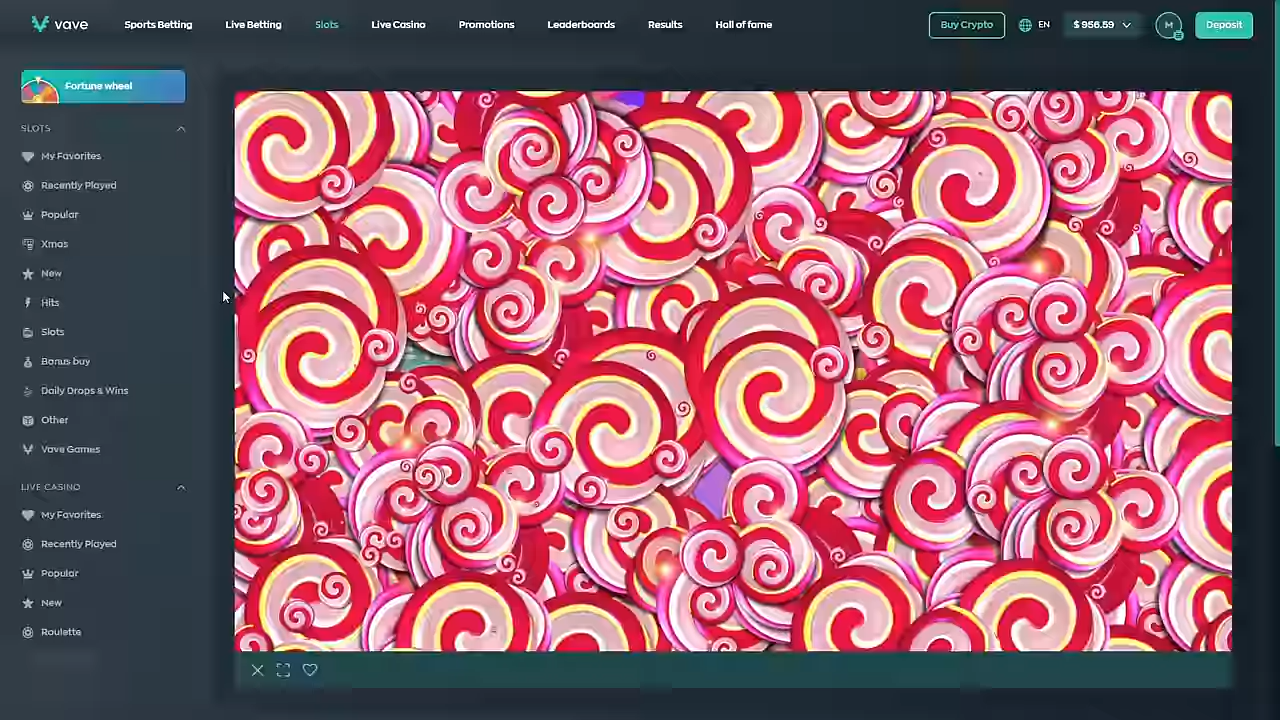 vave
Sports Betting
Live Betting
Slots
Live Casino
Promotions
Leaderboards
Results
Hall of fame
Buy Crypto
EN
$ 956.59
M
Deposit
Fortune wheel
SLOTS
My Favorites
Recently Played
Popular
Xmas
New
Hits
Slots
Bonus buy
Daily Drops & Wins
Other
Vave Games
LIVE CASINO
My Favorites
Recently Played
Popular
New
Roulette